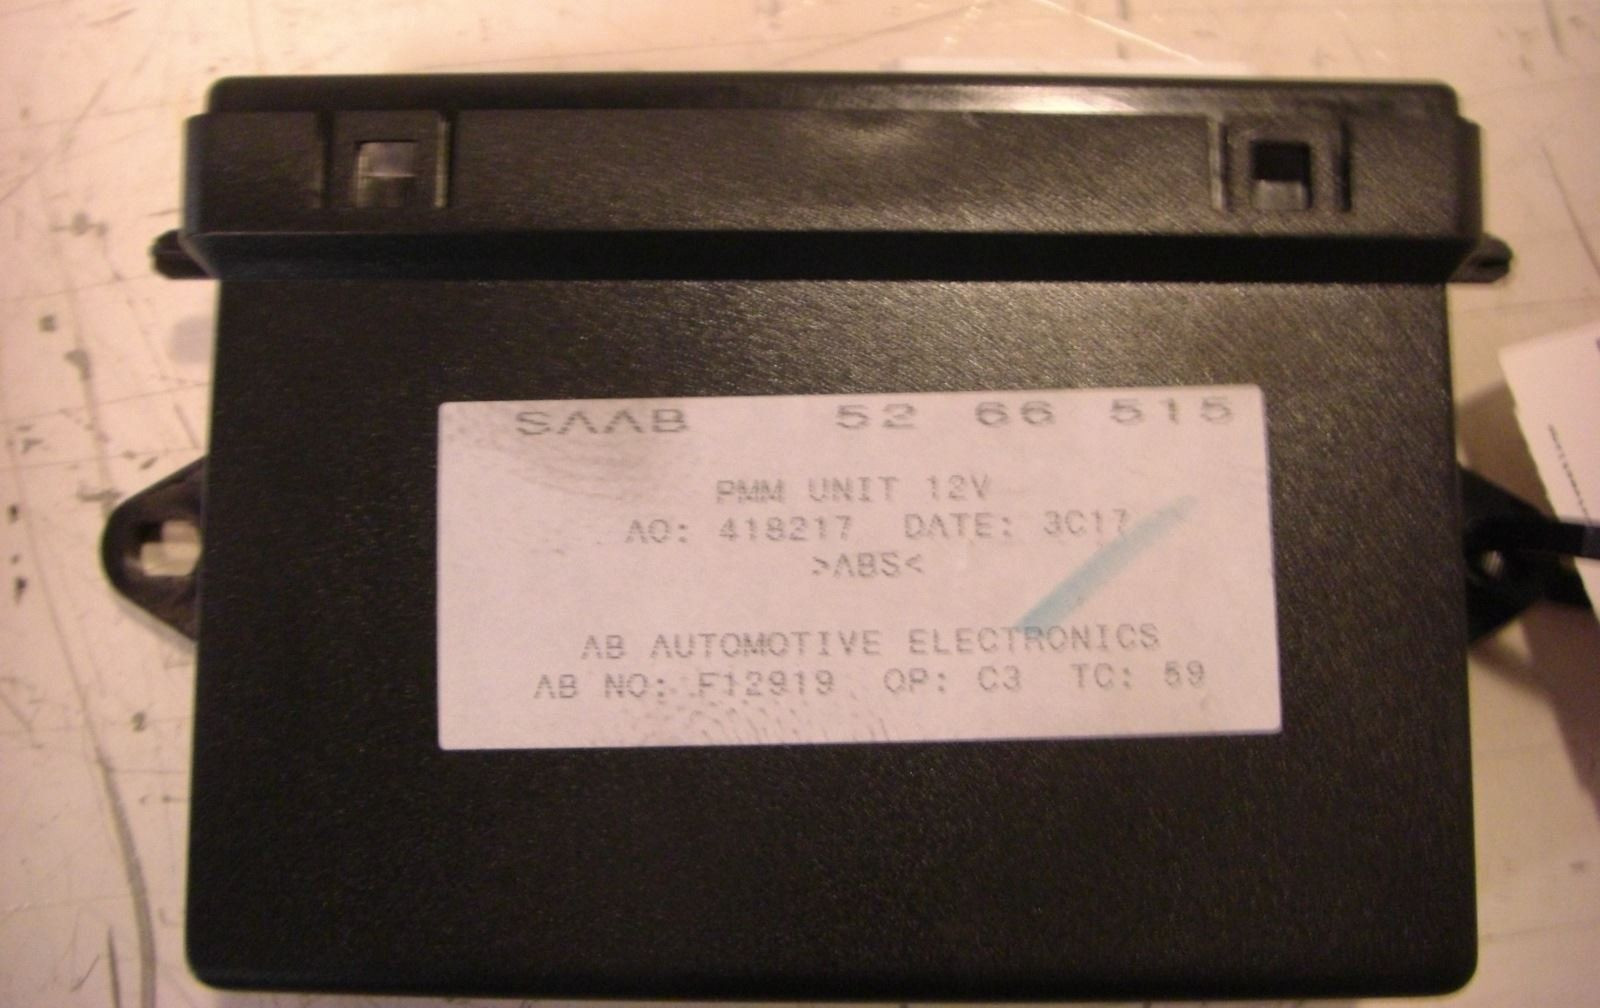 SAAB 52 66 515
PMM UNIT 12V
AO: 418217 DATE: 3C17
>ABS<
AB AUTOMOTIVE ELECTRONICS
AB NO: F12919 OP: C3 TC: 59